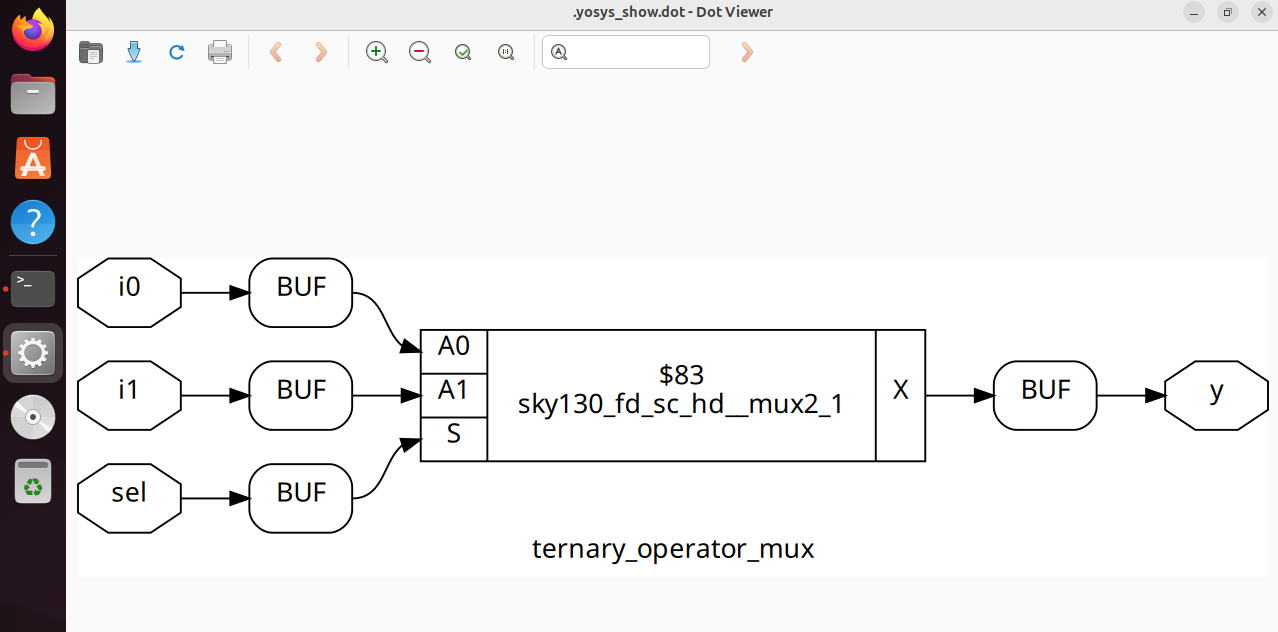 .yosys_show.dot - Dot Viewer
i0
BUF
A0
$83
sky130_fd_sc_hd__mux2_1
i1
BUF
A1
X
BUF
y
S
sel
BUF
ternary_operator_mux